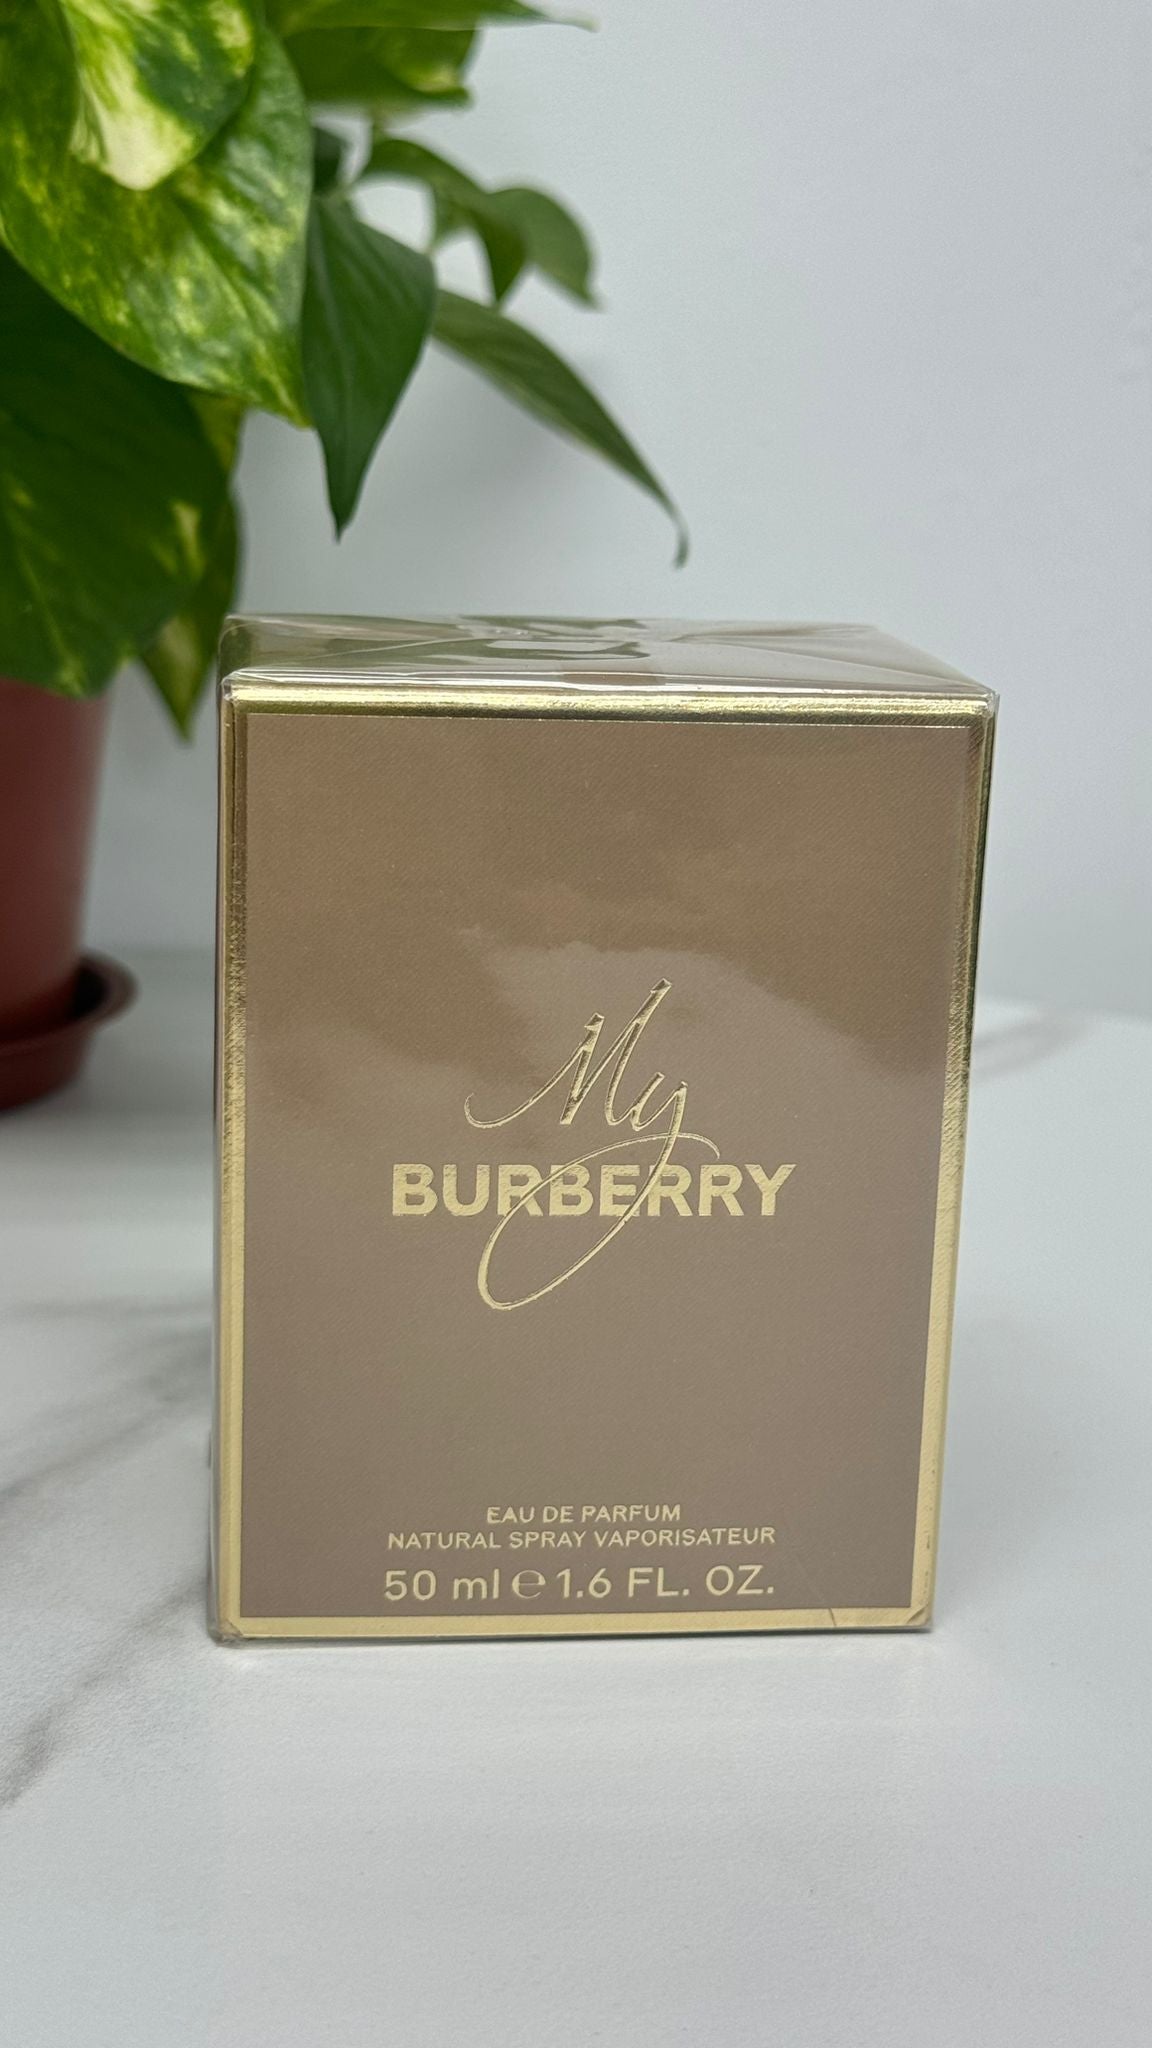 My
BURBERRY
EAU DE PARFUM
NATURAL SPRAY VAPORISATEUR
50 ml ℮ 1.6 FL. OZ.